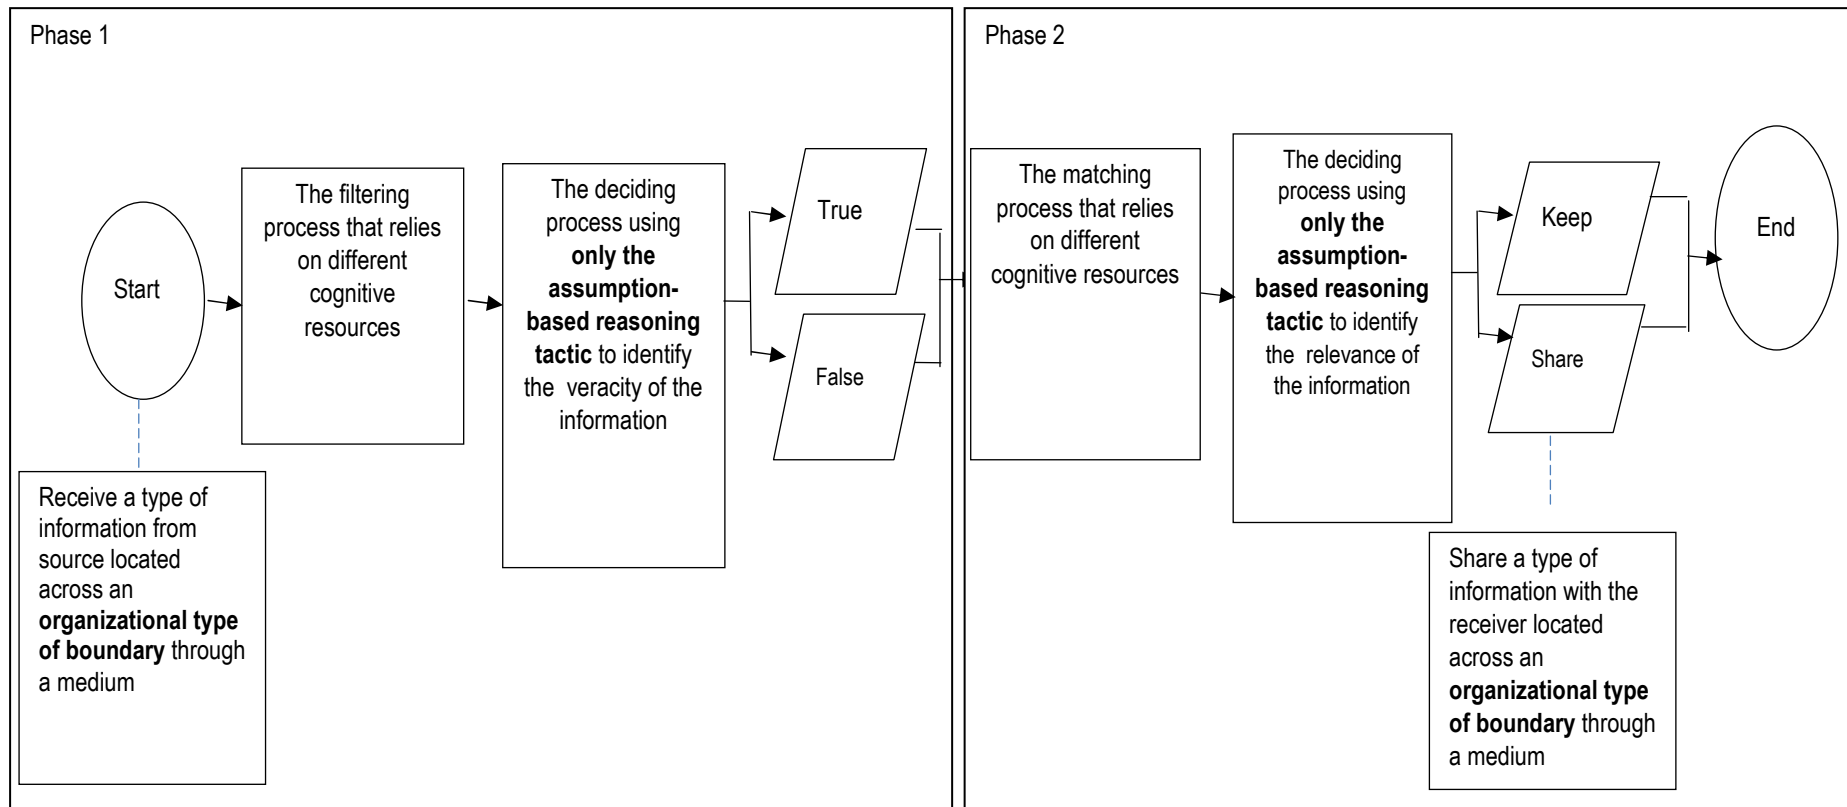 Phase 1
Start
Receive a type of
information from
source located
across an
organizational type
of boundary through
a medium
The filtering
process that relies
on different
cognitive
resources
The deciding
process using
only the
assumption-
based reasoning
tactic to identify
the veracity of the
information
True
False
Phase 2
The matching
process that relies
on different
cognitive resources
The deciding
process using
only the
assumption-
based reasoning
tactic to identify
the relevance of
the information
Keep
Share
Share a type of
information with the
receiver located
across an
organizational type
of boundary through
a medium
End